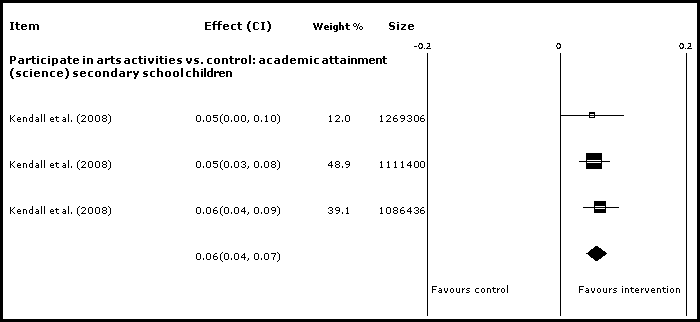 Item Effect (CI) Weight % Size
-0.2 0 0.2
Participate in arts activities vs. control: academic attainment
(science) secondary school children
Kendall et al. (2008) 0.05(0.00, 0.10) 12.0 1269306
Kendall et al. (2008) 0.05(0.03, 0.08) 48.9 1111400
Kendall et al. (2008) 0.06(0.04, 0.09) 39.1 1086436
0.06(0.04, 0.07)
Favours control Favours intervention